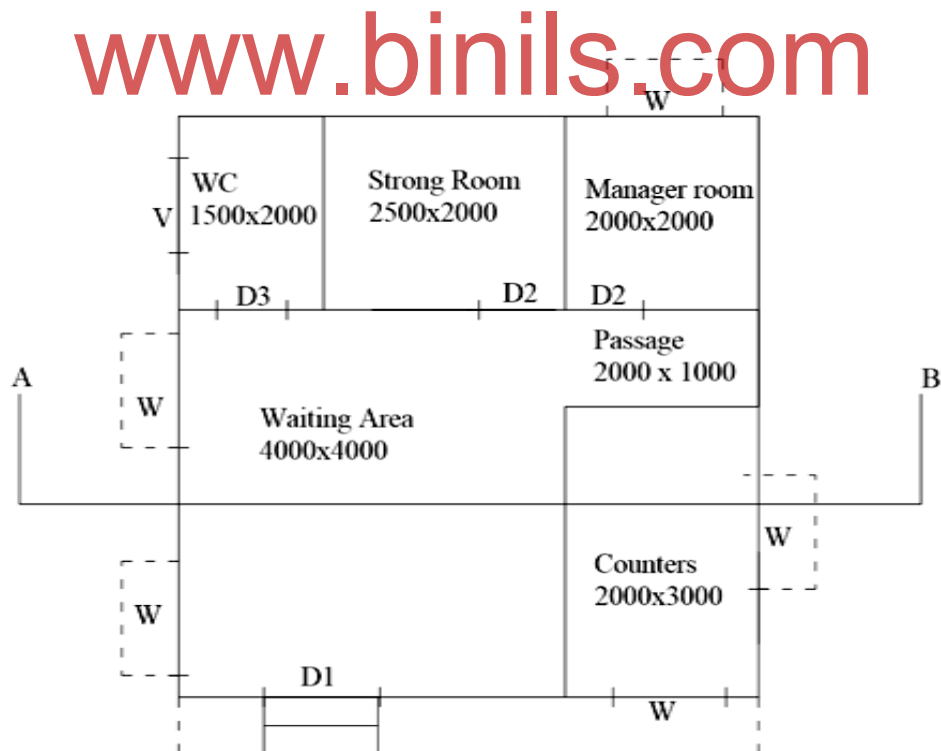 www.binils.com
W
WC
1500x2000
Strong Room
2500x2000
Manager room
2000x2000
V
D3
D2
D2
Passage
2000 x 1000
A
B
W
Waiting Area
4000x4000
W
Counters
2000x3000
W
D1
W